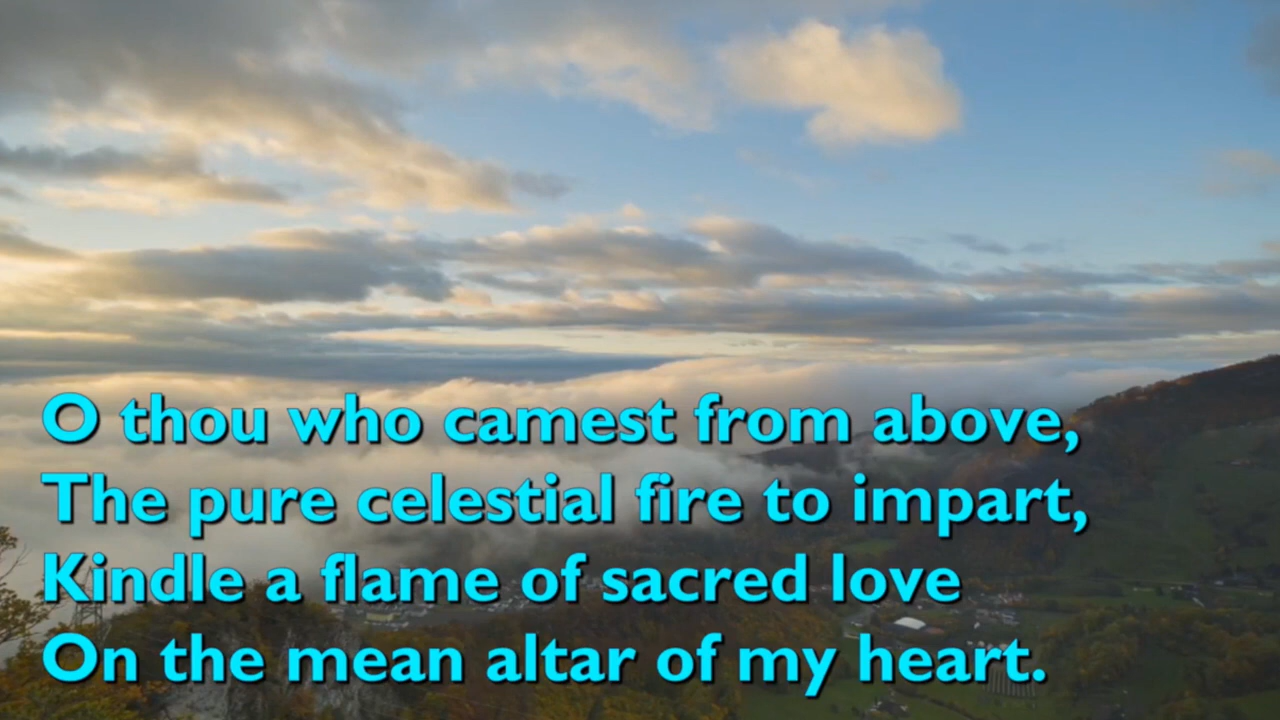 O thou who camest from above,
The pure celestial fire to impart,
Kindle a flame of sacred love
On the mean altar of my heart.